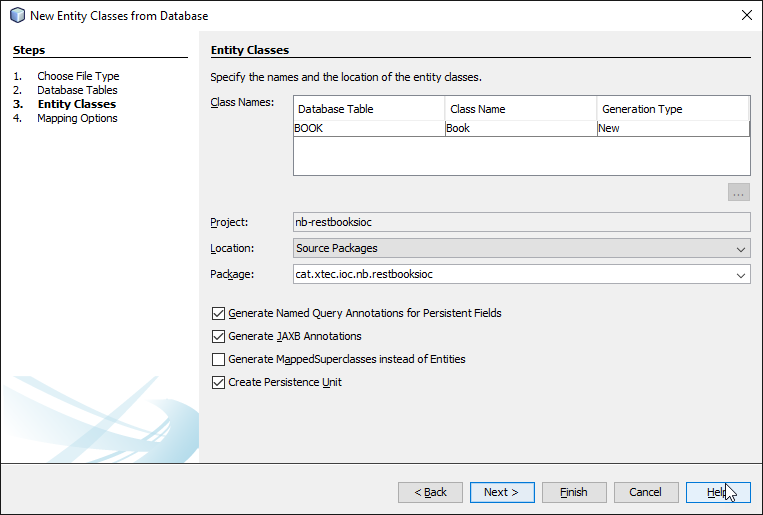 New Entity Classes from Database
Steps
1. Choose File Type
2. Database Tables
3. Entity Classes
4. Mapping Options
Entity Classes
Specify the names and the location of the entity classes.
Class Names:
Database Table Class Name Generation Type
BOOK Book New
...
Project: nb-restbooksioc
Location: Source Packages
Package: cat.xtec.ioc.nb.restbooksioc
Generate Named Query Annotations for Persistent Fields
Generate JAXB Annotations
Generate MappedSuperclasses instead of Entities
Create Persistence Unit
< Back Next > Finish Cancel Help